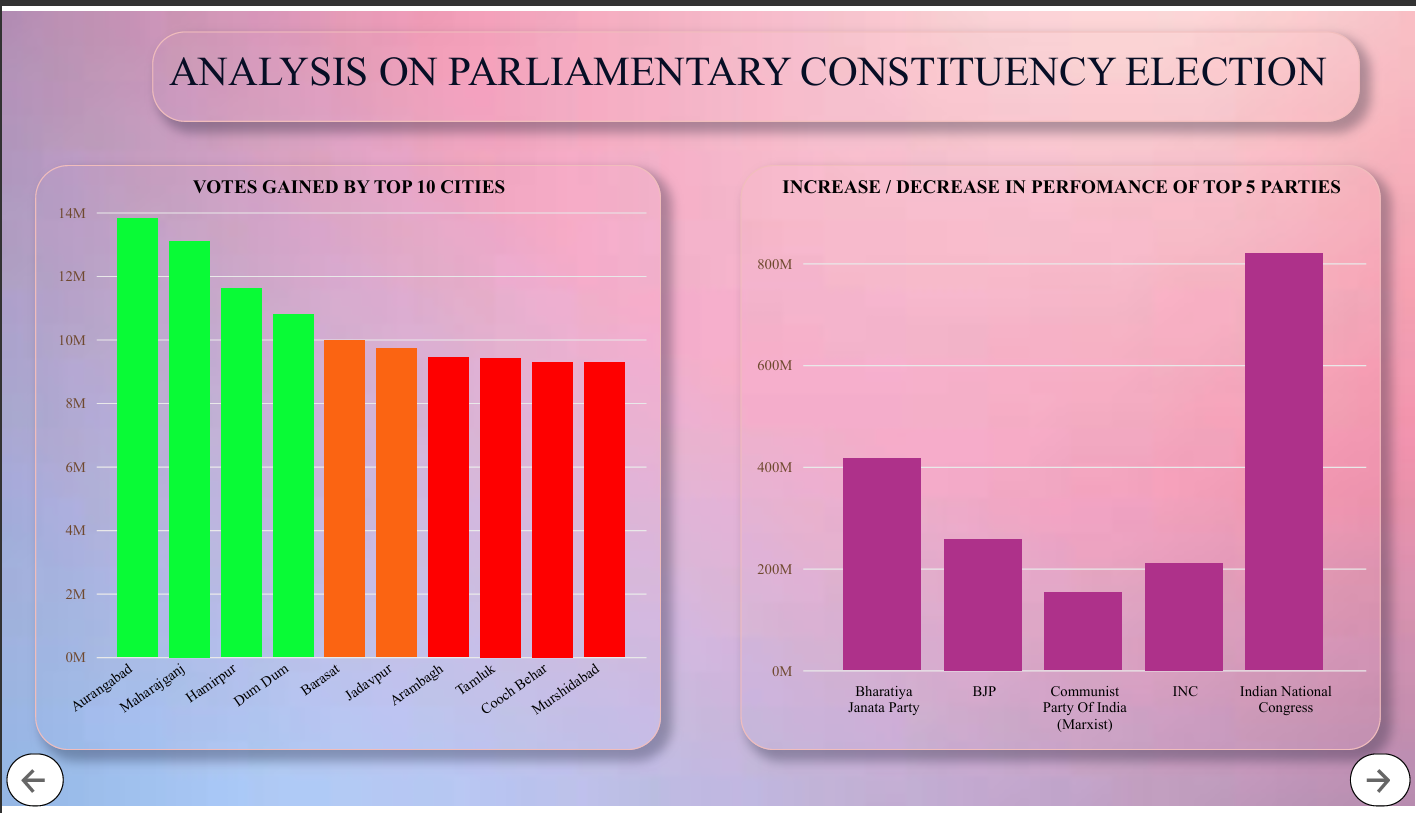 ANALYSIS ON PARLIAMENTARY CONSTITUENCY ELECTION
VOTES GAINED BY TOP 10 CITIES
14M
12M
10M
8M
6M
4M
2M
0M
Aurangabad
Maharajganj
Hamirpur
Dum Dum
Barasat
Jadavpur
Arambagh
Tamluk
Cooch Behar
Murshidabad
INCREASE / DECREASE IN PERFOMANCE OF TOP 5 PARTIES
800M
600M
400M
200M
0M
Bharatiya
Janata Party
BJP
Communist
Party Of India
(Marxist)
INC
Indian National
Congress